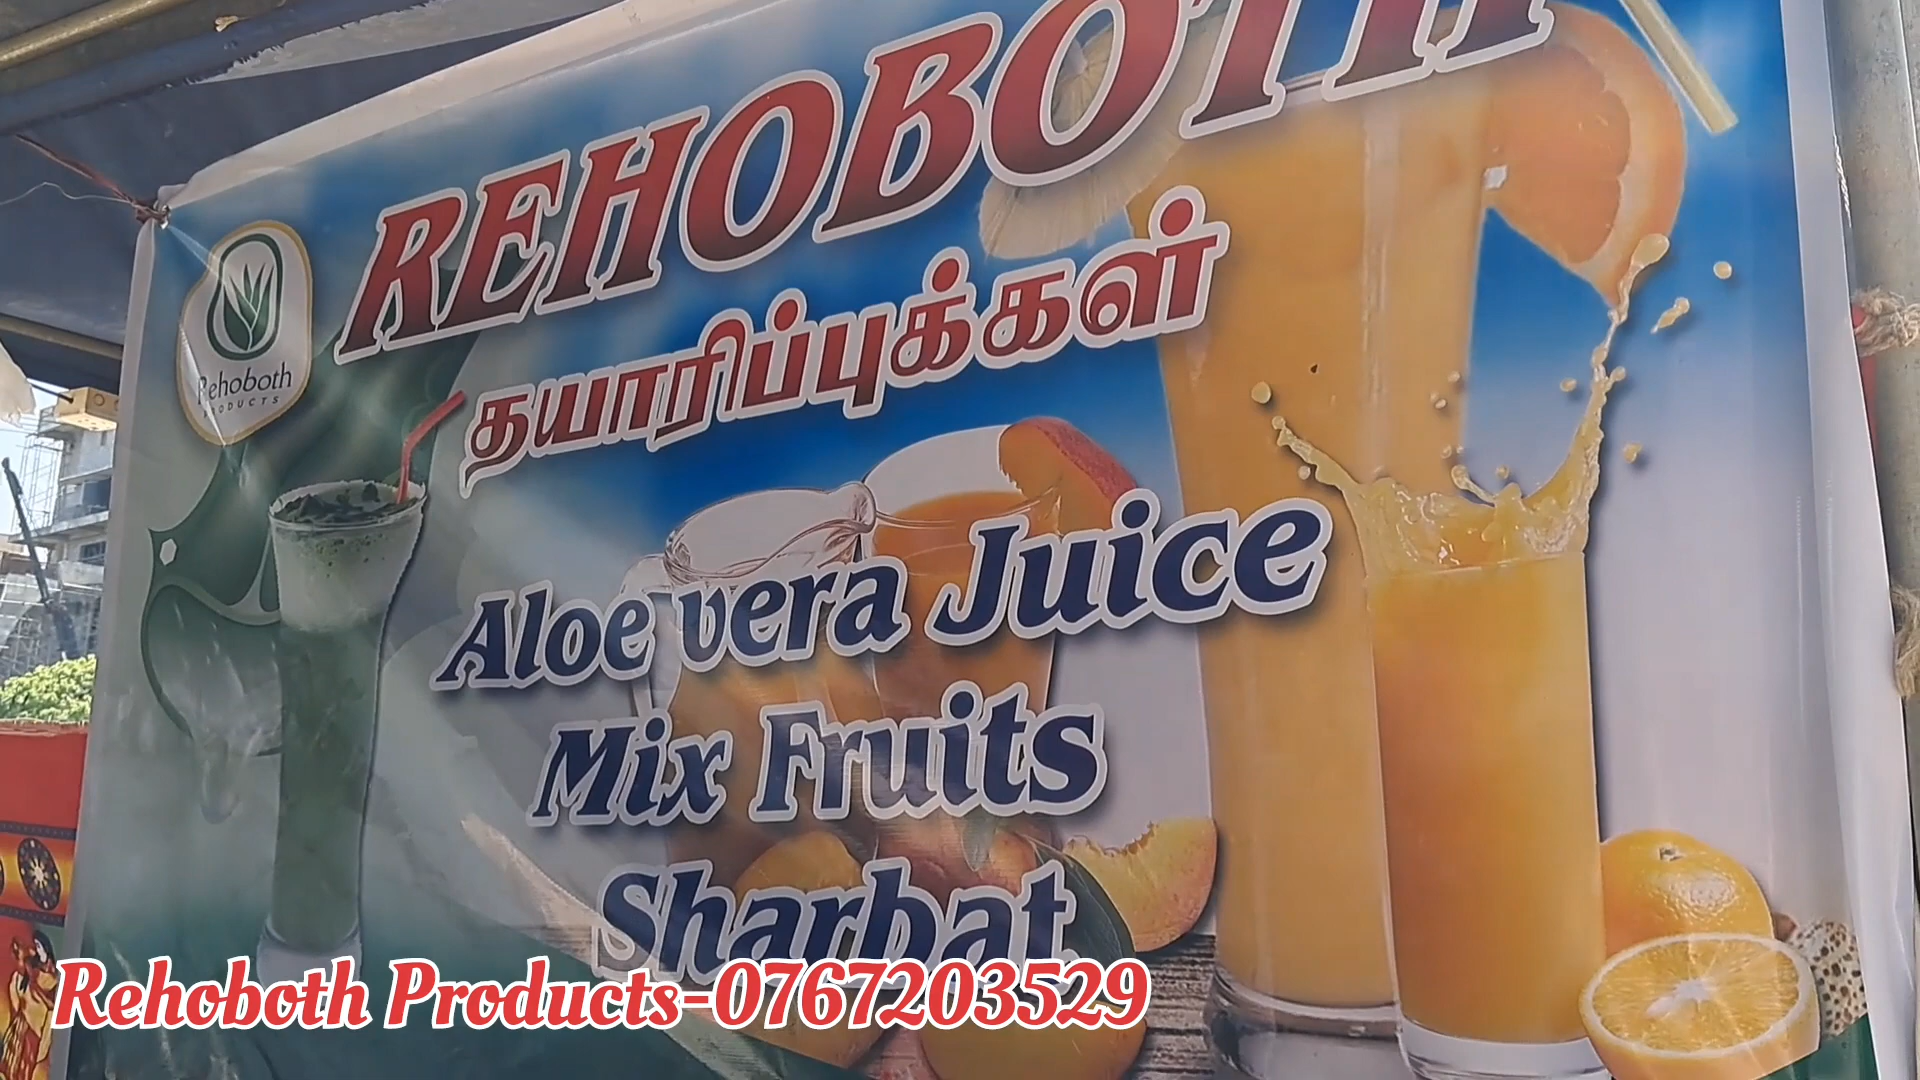 REHOBOTH
Rehoboth
PRODUCTS
தயாரிப்புக்கள்
Aloe vera Juice
Mix Fruits
Sharbat
Rehoboth Products-0767203529